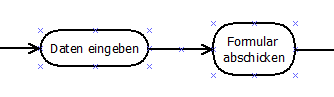 Daten eingeben
Formular
abschicken